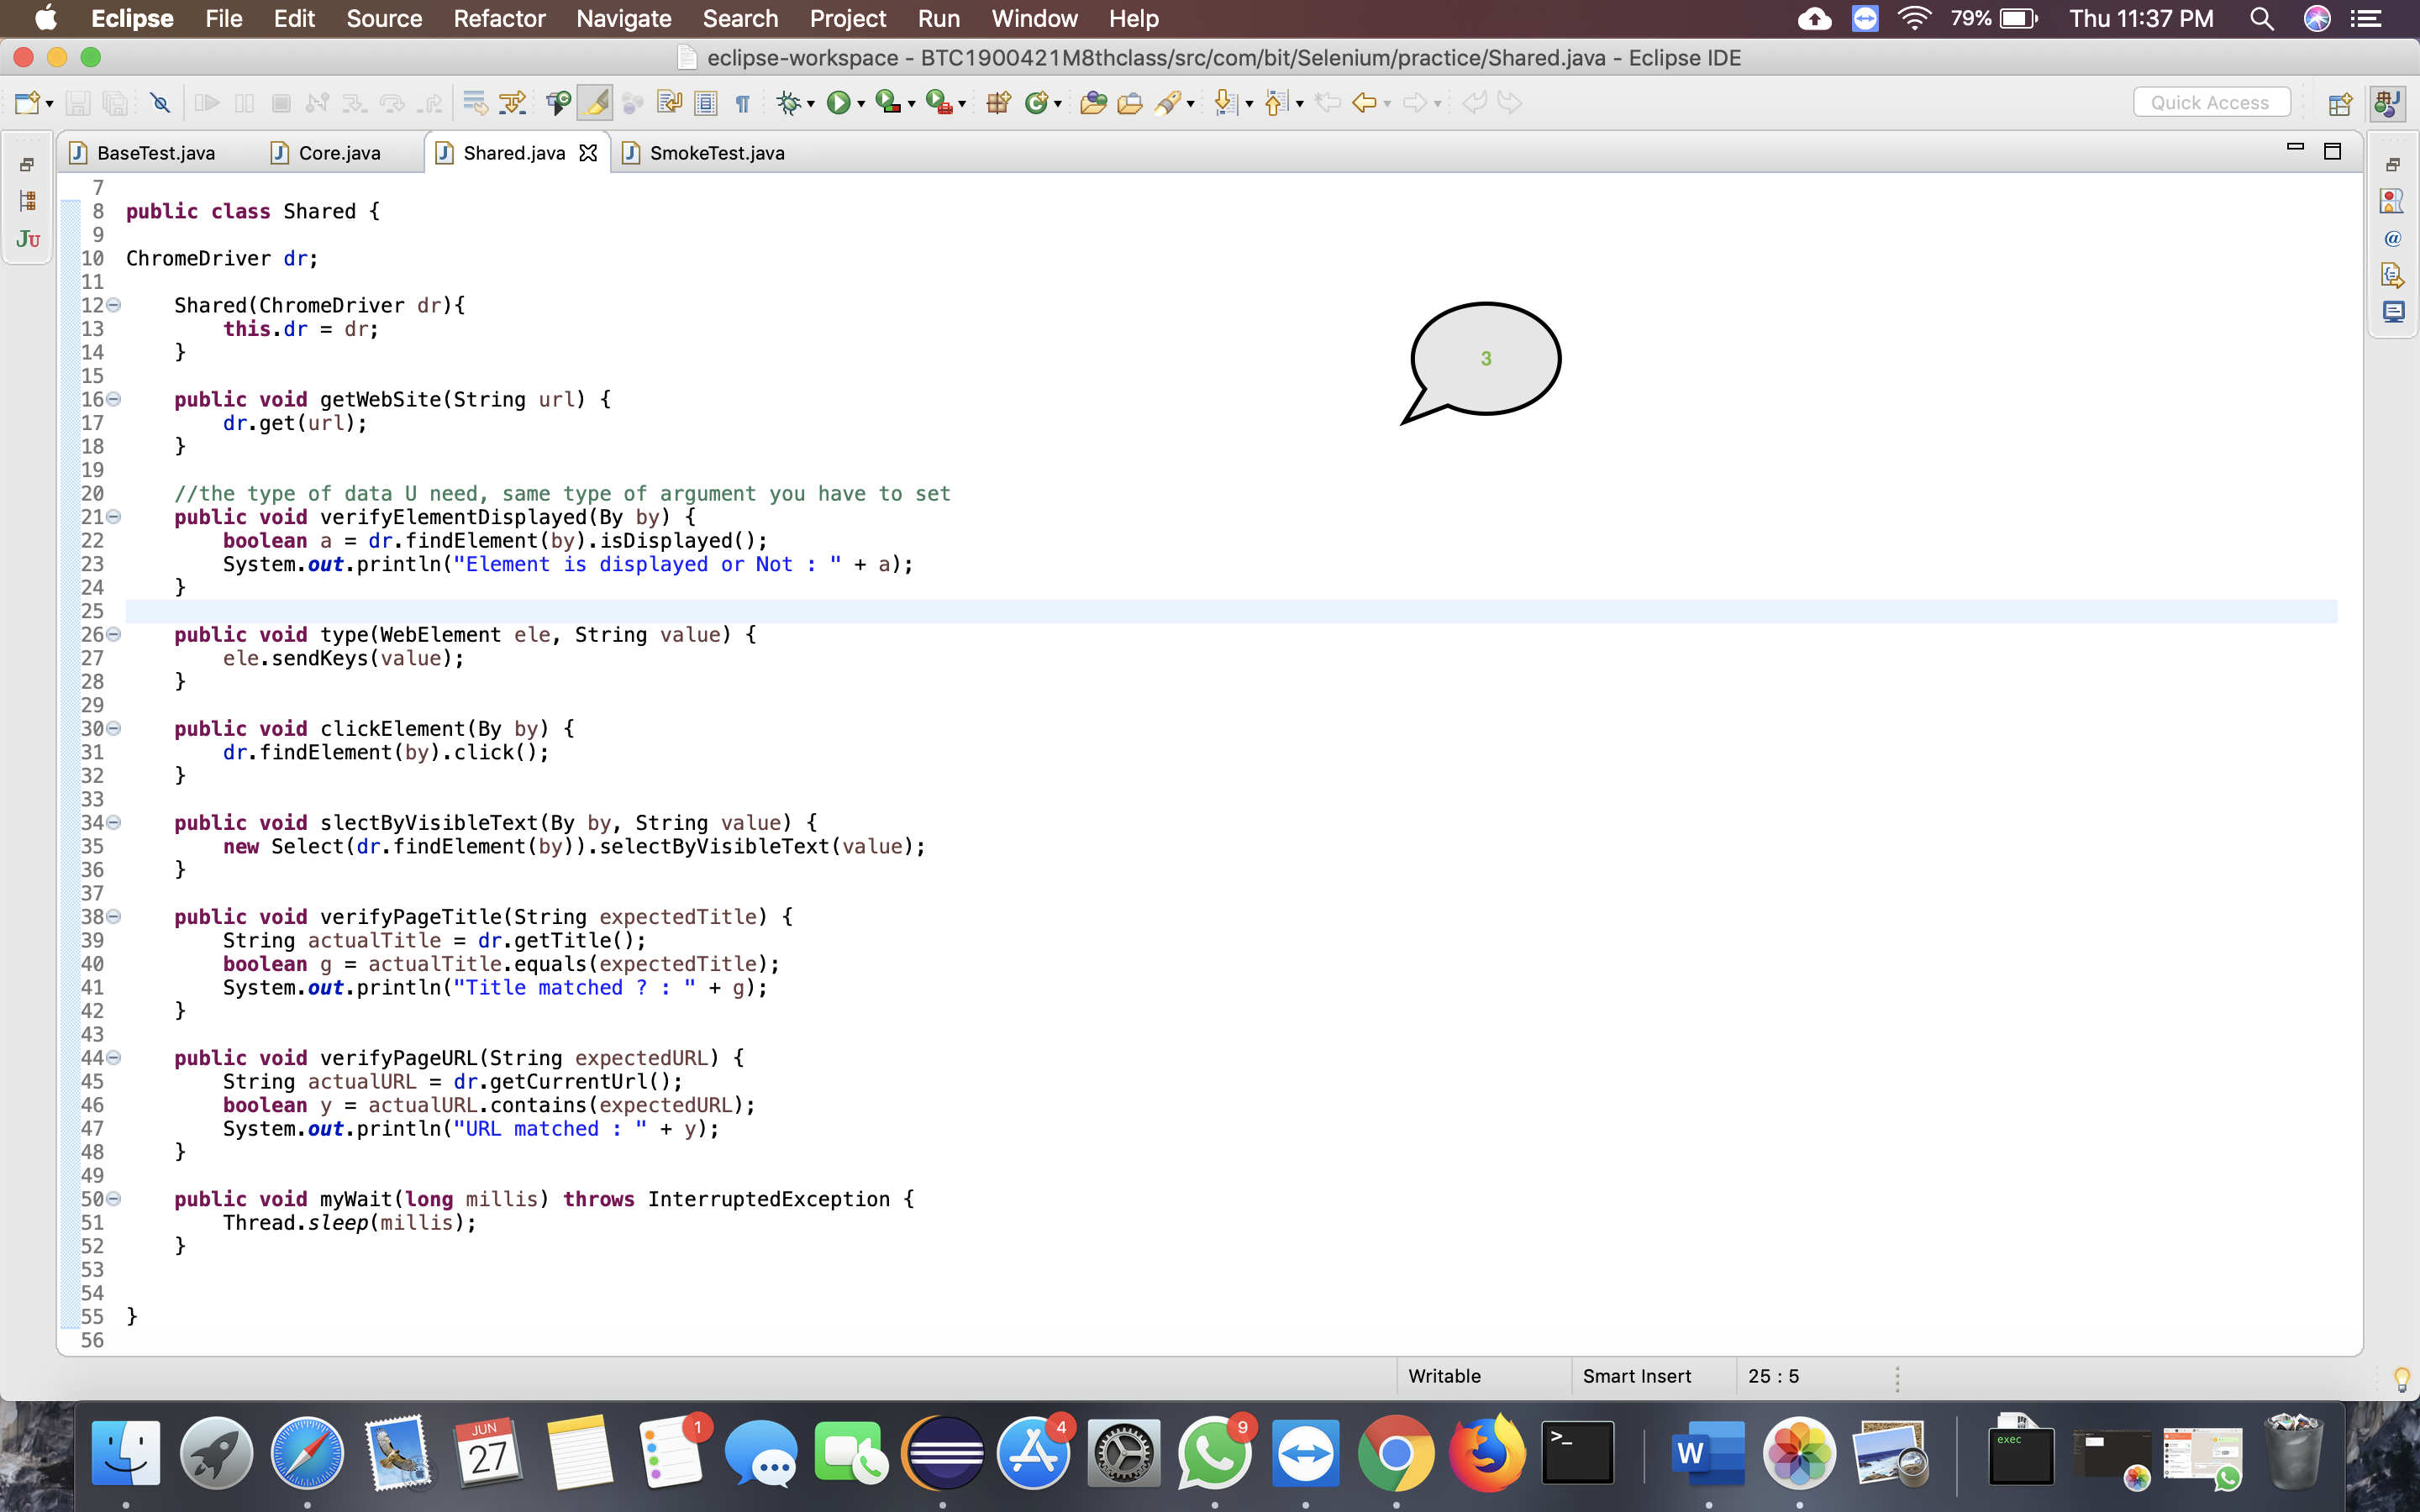 Eclipse File Edit Source Refactor Navigate Search Project Run Window Help 79% Thu 11:37 PM
eclipse-workspace - BTC1900421M8thclass/src/com/bit/Selenium/practice/Shared.java - Eclipse IDE
Quick Access
BaseTest.java Core.java Shared.java SmokeTest.java
7
8 public class Shared {
9
10 ChromeDriver dr;
11
12 Shared(ChromeDriver dr){
13 this.dr = dr;
14 }
15
16 public void getWebSite(String url) {
17 dr.get(url);
18 }
19
20 //the type of data U need, same type of argument you have to set
21 public void verifyElementDisplayed(By by) {
22 boolean a = dr.findElement(by).isDisplayed();
23 System.out.println("Element is displayed or Not : " + a);
24 }
25
26 public void type(WebElement ele, String value) {
27 ele.sendKeys(value);
28 }
29
30 public void clickElement(By by) {
31 dr.findElement(by).click();
32 }
33
34 public void slectByVisibleText(By by, String value) {
35 new Select(dr.findElement(by)).selectByVisibleText(value);
36 }
37
38 public void verifyPageTitle(String expectedTitle) {
39 String actualTitle = dr.getTitle();
40 boolean g = actualTitle.equals(expectedTitle);
41 System.out.println("Title matched ? : " + g);
42 }
43
44 public void verifyPageURL(String expectedURL) {
45 String actualURL = dr.getCurrentUrl();
46 boolean y = actualURL.contains(expectedURL);
47 System.out.println("URL matched : " + y);
48 }
49
50 public void myWait(long millis) throws InterruptedException {
51 Thread.sleep(millis);
52 }
53
54
55 }
56
3
Writable Smart Insert 25 : 5
JUN
27
1
4
9
>_
W
exec